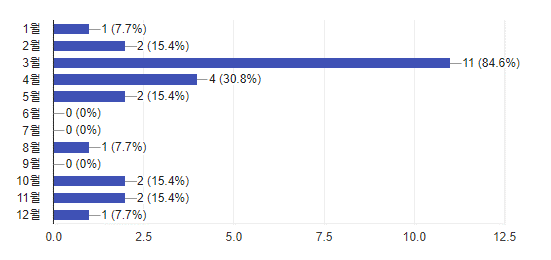 1월 1 (7.7%)
2월 2 (15.4%)
3월 11 (84.6%)
4월 4 (30.8%)
5월 2 (15.4%)
6월 0 (0%)
7월 0 (0%)
8월 1 (7.7%)
9월 0 (0%)
10월 2 (15.4%)
11월 2 (15.4%)
12월 1 (7.7%)
0.0 2.5 5.0 7.5 10.0 12.5